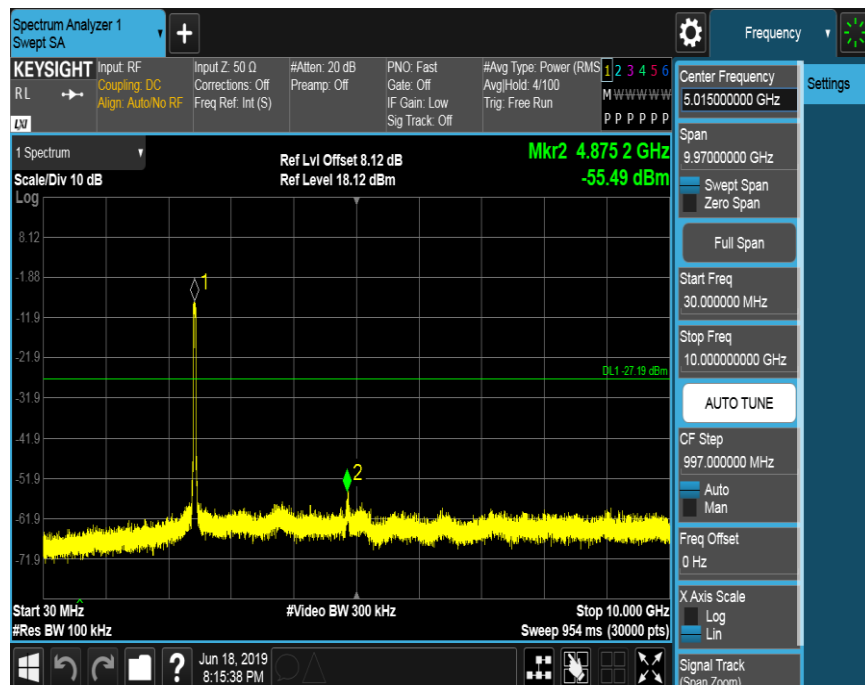 Spectrum Analyzer 1
Swept SA
+
Frequency
KEYSIGHT
RL
LXI
Input: RF
Coupling: DC
Align: Auto/No RF
Input Z: 50 Ω
Corrections: Off
Freq Ref: Int (S)
#Atten: 20 dB
Preamp: Off
PNO: Fast
Gate: Off
IF Gain: Low
Sig Track: Off
#Avg Type: Power (RMS
Avg|Hold: 4/100
Trig: Free Run
1 2 3 4 5 6
M W W W W W
P P P P P P
1 Spectrum
Scale/Div 10 dB
Log
Ref Lvl Offset 8.12 dB
Ref Level 18.12 dBm
Mkr2 4.875 2 GHz
-55.49 dBm
8.12
-1.88
-11.9
-21.9
-31.9
-41.9
-51.9
-61.9
-71.9
1
DL1 -27.19 dBm
2
Start 30 MHz
#Res BW 100 kHz
#Video BW 300 kHz
Stop 10.000 GHz
Sweep 954 ms (30000 pts)
?
Jun 18, 2019
8:15:38 PM
Center Frequency
5.015000000 GHz
Span
9.97000000 GHz
Swept Span
Zero Span
Full Span
Start Freq
30.000000 MHz
Stop Freq
10.000000000 GHz
AUTO TUNE
CF Step
997.000000 MHz
Auto
Man
Freq Offset
0 Hz
X Axis Scale
Log
Lin
Signal Track
(Span Zoom)
Settings